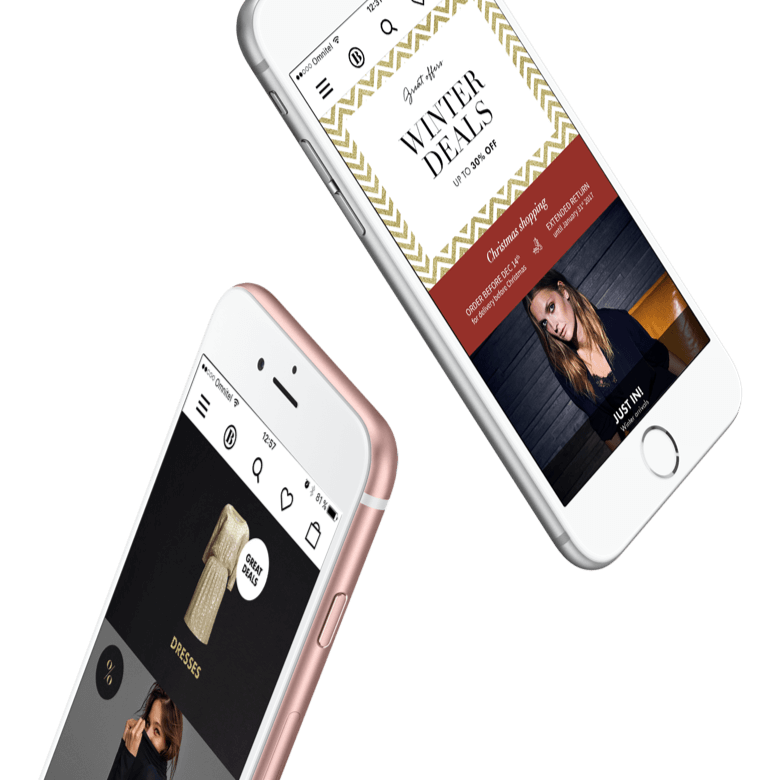 Omnitel
12:31
B
Great offers
WINTER
DEALS
UP TO 30% OFF
Christmas shopping
ORDER BEFORE DEC 14th
for delivery before Christmas
EXTENDED RETURN
until January 31st 2017
JUST IN!
Winter arrivals
Omnitel
12:57
81 %
B
GREAT
DEALS
DRESSES
%